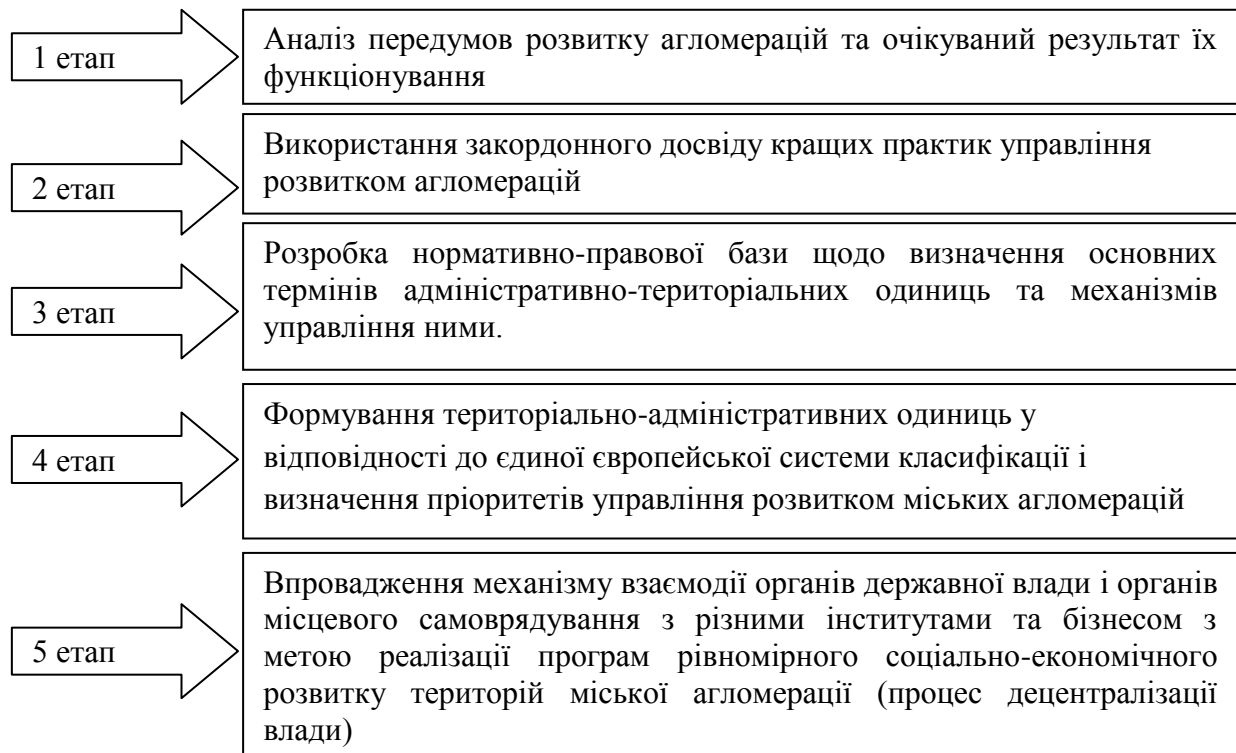 1 етап
Аналіз передумов розвитку агломерацій та очікуваний результат їх
функціонування
2 етап
Використання закордонного досвіду кращих практик управління
розвитком агломерацій
3 етап
Розробка нормативно-правової бази щодо визначення основних
термінів адміністративно-територіальних одиниць та механізмів
управління ними.
4 етап
Формування територіально-адміністративних одиниць у
відповідності до єдиної європейської системи класифікації і
визначення пріоритетів управління розвитком міських агломерацій
5 етап
Впровадження механізму взаємодії органів державної влади і органів
місцевого самоврядування з різними інститутами та бізнесом з
метою реалізації програм рівномірного соціально-економічного
розвитку територій міської агломерації (процес децентралізації
влади)